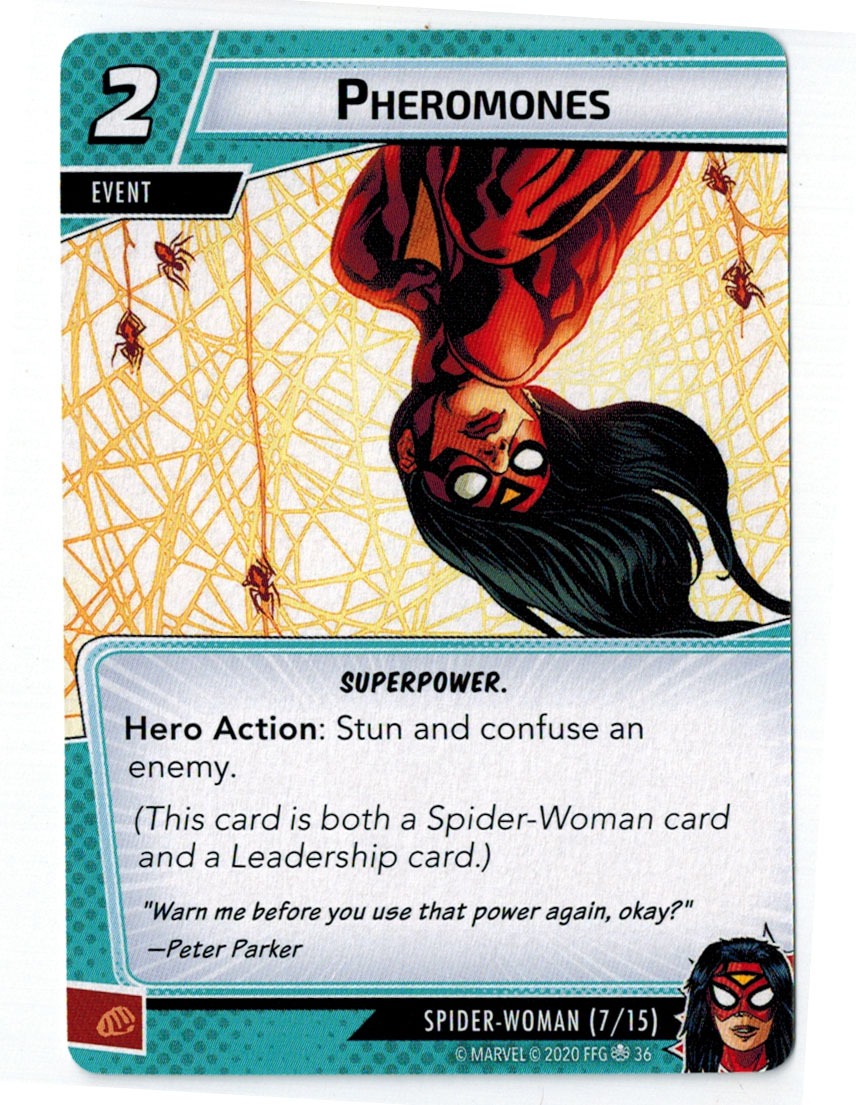 2
PHEROMONES
EVENT
SUPERPOWER.
Hero Action: Stun and confuse an
enemy.
(This card is both a Spider-Woman card
and a Leadership card.)
"Warn me before you use that power again, okay?"
—Peter Parker
SPIDER-WOMAN (7/15)
© MARVEL © 2020 FFG 36